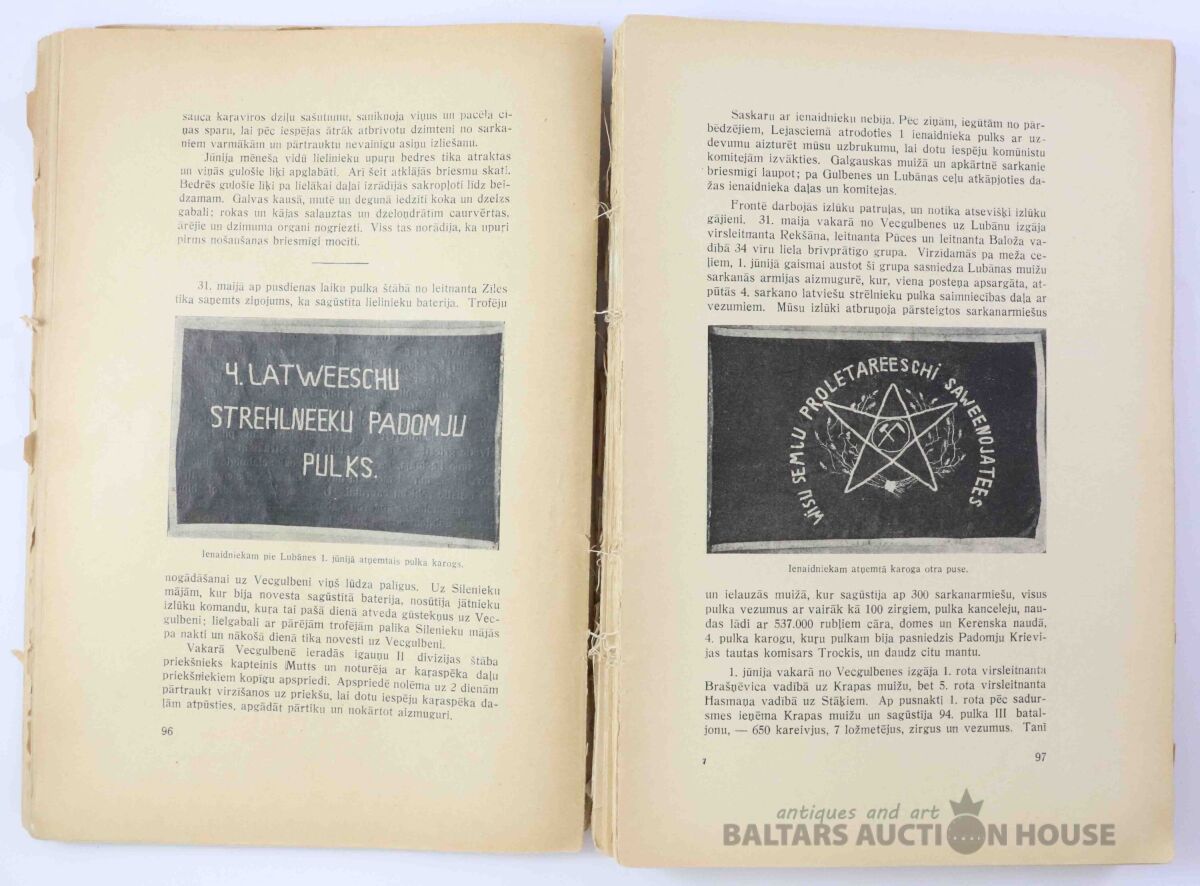 sauca kaŗavīros dziļu sašutumu, saniknoja viņus un pacēla cī-
ņas sparu, lai pēc iespējas ātrāk atbrīvotu dzimteni no sarka-
niem varmākām un pārtrauktu nevainīgu asiņu izliešanu.
Jūnija mēneša vidū lielinieku upuŗu bedres tika atraktas
un viņās gulošie līķi apglabāti. Ari šeit atklājās briesmu skati.
Bedrēs gulošie līķi pa lielākai daļai izrādījās sakropļoti līdz bei-
dzamam. Galvas kausā, mutē un degunā iedzīti koka un dzelzs
gabali; rokas un kājas salauztas un dzeloņdrātīm caurvērtas,
ārējie un dzimuma organi nogriezti. Viss tas norādīja, ka upuŗi
pirms nošaušanas briesmīgi mocīti.
31. maijā ap pusdienas laiku pulka štābā no leitnanta Zīles
tika saņemts ziņojums, ka sagūstīta lielinieku baterija. Trofēju
4. LATWEESCHU
STREHLNEEKU PADOMJU
PULKS.
Ienaidniekam pie Lubānes 1. jūnijā atņemtais pulka karogs.
nogādāšanai uz Vecgulbeni viņš lūdza palīgus. Uz Silenieku
mājām, kur bija novesta sagūstītā baterija, nosūtīja jātnieku
izlūku komandu, kuŗa tai pašā dienā atveda gūstekņus uz Vec-
gulbeni; lielgabali ar pārējām trofējām palika Silenieku mājās
pa nakti un nākošā dienā tika novesti uz Vecgulbeni.
Vakarā Vecgulbenē ieradās igauņu II divizijas štāba
priekšnieks kapteinis Mutts un noturēja ar kaŗaspēka daļu
priekšniekiem kopīgu apspriedi. Apspriedē nolēma uz 2 dienām
pārtraukt virzīšanos uz priekšu, lai dotu iespēju kaŗaspēka da-
ļām atpūsties, apgādāt pārtiku un nokārtot aizmuguri.
96
Saskaru ar ienaidnieku nebija. Pēc ziņām, iegūtām no pār-
bēdzējiem, Lejasciemā atrodoties 1 ienaidnieka pulks ar uz-
devumu aizturēt mūsu uzbrukumu, lai dotu iespēju komūnistu
komitejām izvākties. Galgauskas muižā un apkārtnē sarkanie
briesmīgi laupot; pa Gulbenes un Lubānas ceļu atkāpjoties da-
žas ienaidnieka daļas un komitejas.
Frontē darbojās izlūku patruļas, un notika atsevišķi izlūku
gājieni. 31. maija vakarā no Vecgulbenes uz Lubānu izgāja
virsleitnanta Rekšāna, leitnanta Pūces un leitnanta Baloža va-
dībā 34 vīru liela brīvprātīgo grupa. Virzīdamās pa meža ce-
ļiem, 1. jūnijā gaismai austot šī grupa sasniedza Lubānas muižu
sarkanās armijas aizmugurē, kur, viena posteņa apsargāta, at-
pūtās 4. sarkano latviešu strēlnieku pulka saimniecības daļa ar
vezumiem. Mūsu izlūki atbruņoja pārsteigtos sarkanarmiešus
WISU SEMJU PROLETAREESCHI SAWEENOJATEES
Ienaidniekam atņemtā karoga otra puse.
un ielauzās muižā, kur sagūstīja ap 300 sarkanarmiešu, visus
pulka vezumus ar vairāk kā 100 zirgiem, pulka kanceleju, nau-
das lādi ar 537.000 rubļiem cāra, domes un Kerenska naudā,
4. pulka karogu, kuŗu pulkam bija pasniedzis Padomju Krievi-
jas tautas komisars Trockis, un daudz citu mantu.
1. jūnija vakarā no Vecgulbenes izgāja 1. rota virsleitnanta
Brašņēvica vadībā uz Krapas muižu, bet 5. rota virsleitnanta
Hasmaņa vadībā uz Stāķiem. Ap pusnakti 1. rota pēc sadur-
smes ieņēma Krapas muižu un sagūstīja 94. pulka III batal-
jonu, — 650 kareivjus, 7 ložmetējus, zirgus un vezumus. Tanī
7
97
antiques and art
BALTARS AUCTION HOUSE